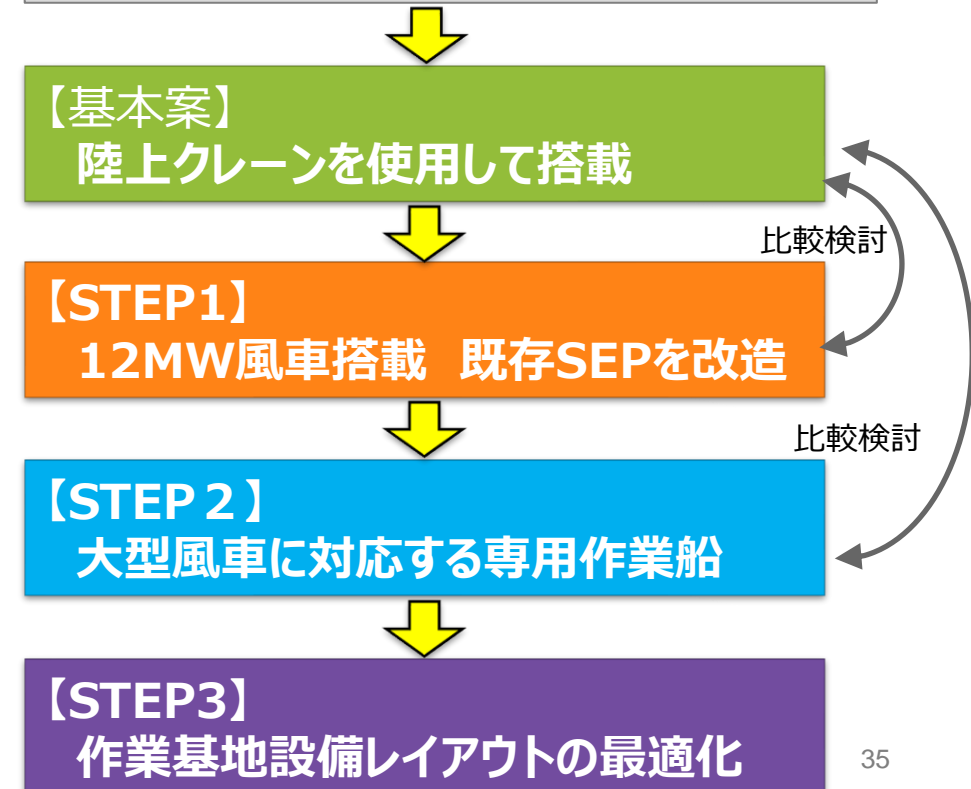 【基本案】
陸上クレーンを使用して搭載
比較検討
【STEP1】
12MW風車搭載　既存SEPを改造
比較検討
【STEP２】
大型風車に対応する専用作業船
【STEP3】
作業基地設備レイアウトの最適化
35